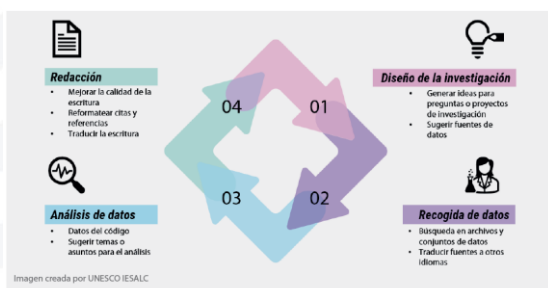 Redacción
Mejorar la calidad de la
escritura
Reformatear citas y
referencias
Traducir la escritura
04
01
Diseño de la investigación
Generar ideas para
preguntas o proyectos
de investigación
Sugerir fuentes de
datos
Análisis de datos
Datos del código
Sugerir temas o
asuntos para el análisis
03
02
Recogida de datos
Búsqueda en archivos y
conjuntos de datos
Traducir fuentes a otros
idiomas
Imagen creada por UNESCO IESALC